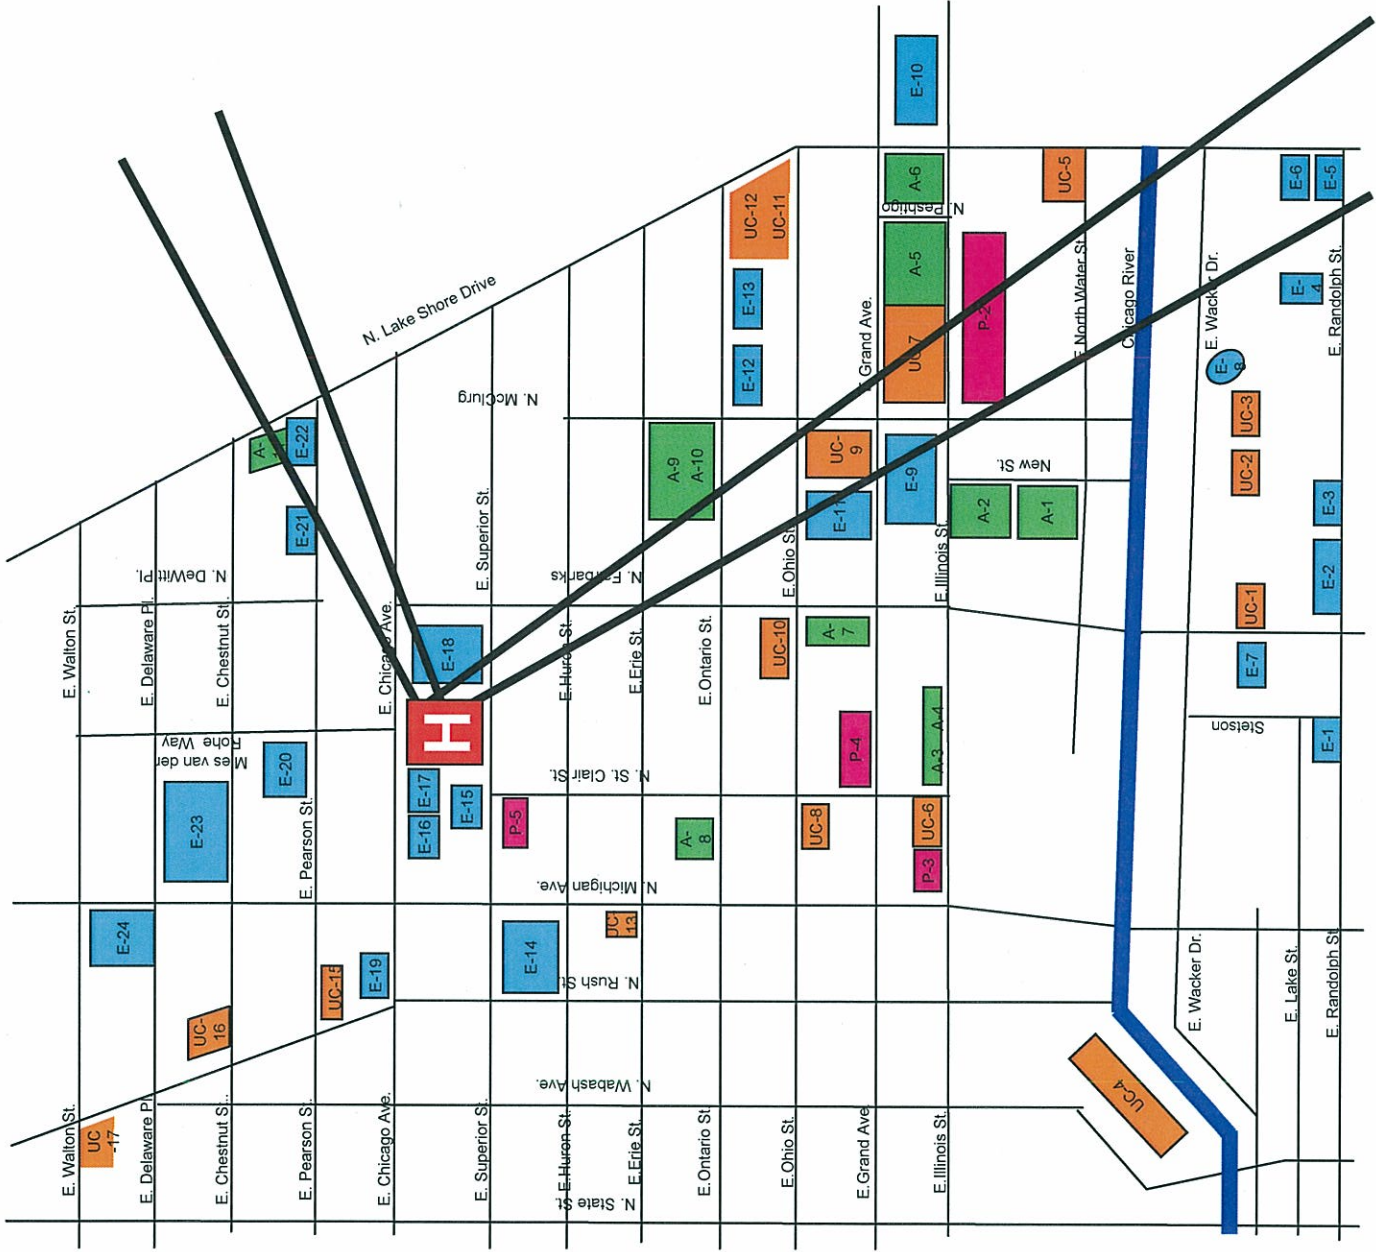 E-10
N. Lake Shore Drive
UC-12
UC-11
A-6
N. Peshtigo
UC-5
E-6
E-5
E-13
E-12
A-5
UC-7
P-2
E. North Water St.
Chicago River
E. Wacker Dr.
E-
4
E. Randolph St.
E-
8
Grand Ave.
N. McClurg
A-
E-22
E-21
A-9
A-10
UC-
9
E-11
E-9
New St.
A-2
A-1
UC-3
UC-2
E-3
E-2
E. Superior St.
N. DeWitt Pl.
N. Fairbanks
E.Ohio St.
E.Illinois St.
E. Walton St.
E. Delaware Pl.
E. Chestnut St.
E. Chicago Ave.
E-18
E.Huron St.
E.Erie St.
E.Ontario St.
UC-10
A-
7
UC-1
E-7
H
Mies van der
Rohe Way
E-20
E-23
E. Pearson St.
E-17
E-16
E-15
P-5
N. St. Clair St.
A-
8
P-4
UC-8
A-3
A-4
UC-6
P-3
Stetson
E-1
N. Michigan Ave.
E-24
UC-15
E-19
E-14
UC
13
N. Rush St.
UC-
16
E. Wacker Dr.
E. Lake St.
E. Randolph St.
N. Wabash Ave.
UC-4
UC
-17
E. Walton St.
E. Delaware Pl.
E. Chestnut St.
E. Pearson St.
E. Chicago Ave.
E. Superior St.
E.Huron St.
E.Erie St.
E.Ontario St.
E.Ohio St.
E.Grand Ave.
E.Illinois St.
N. State St.